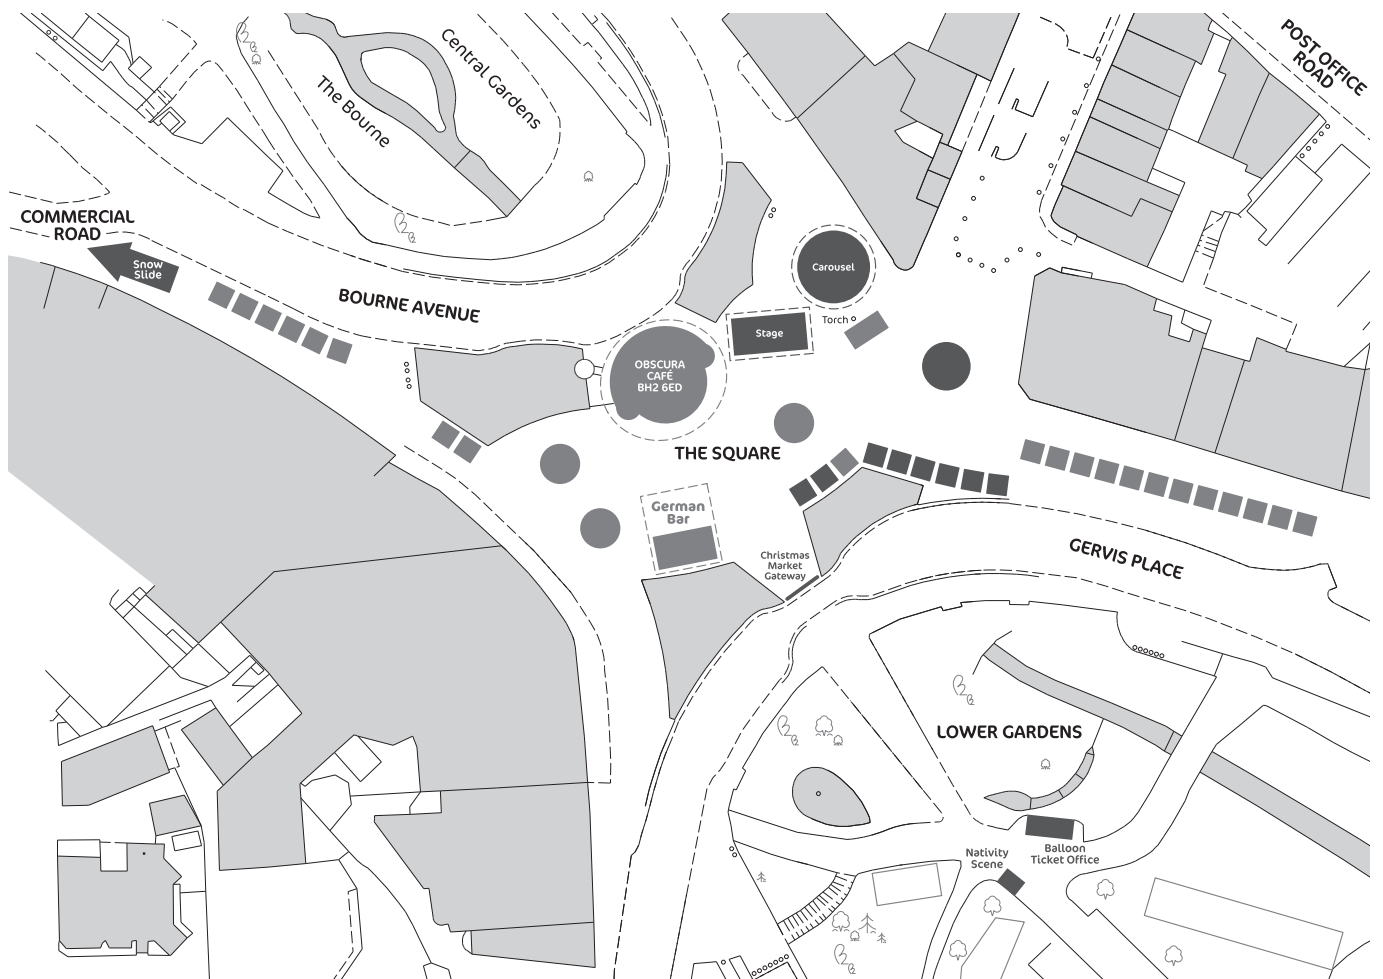 POST OFFICE
ROAD
Central Gardens
The Bourne
COMMERCIAL
ROAD
Snow
Slide
BOURNE AVENUE
Carousel
Torch
Stage
OBSCURA
CAFÉ
BH2 6ED
THE SQUARE
German
Bar
Christmas
Market
Gateway
GERVIS PLACE
LOWER GARDENS
Balloon
Ticket Office
Nativity
Scene